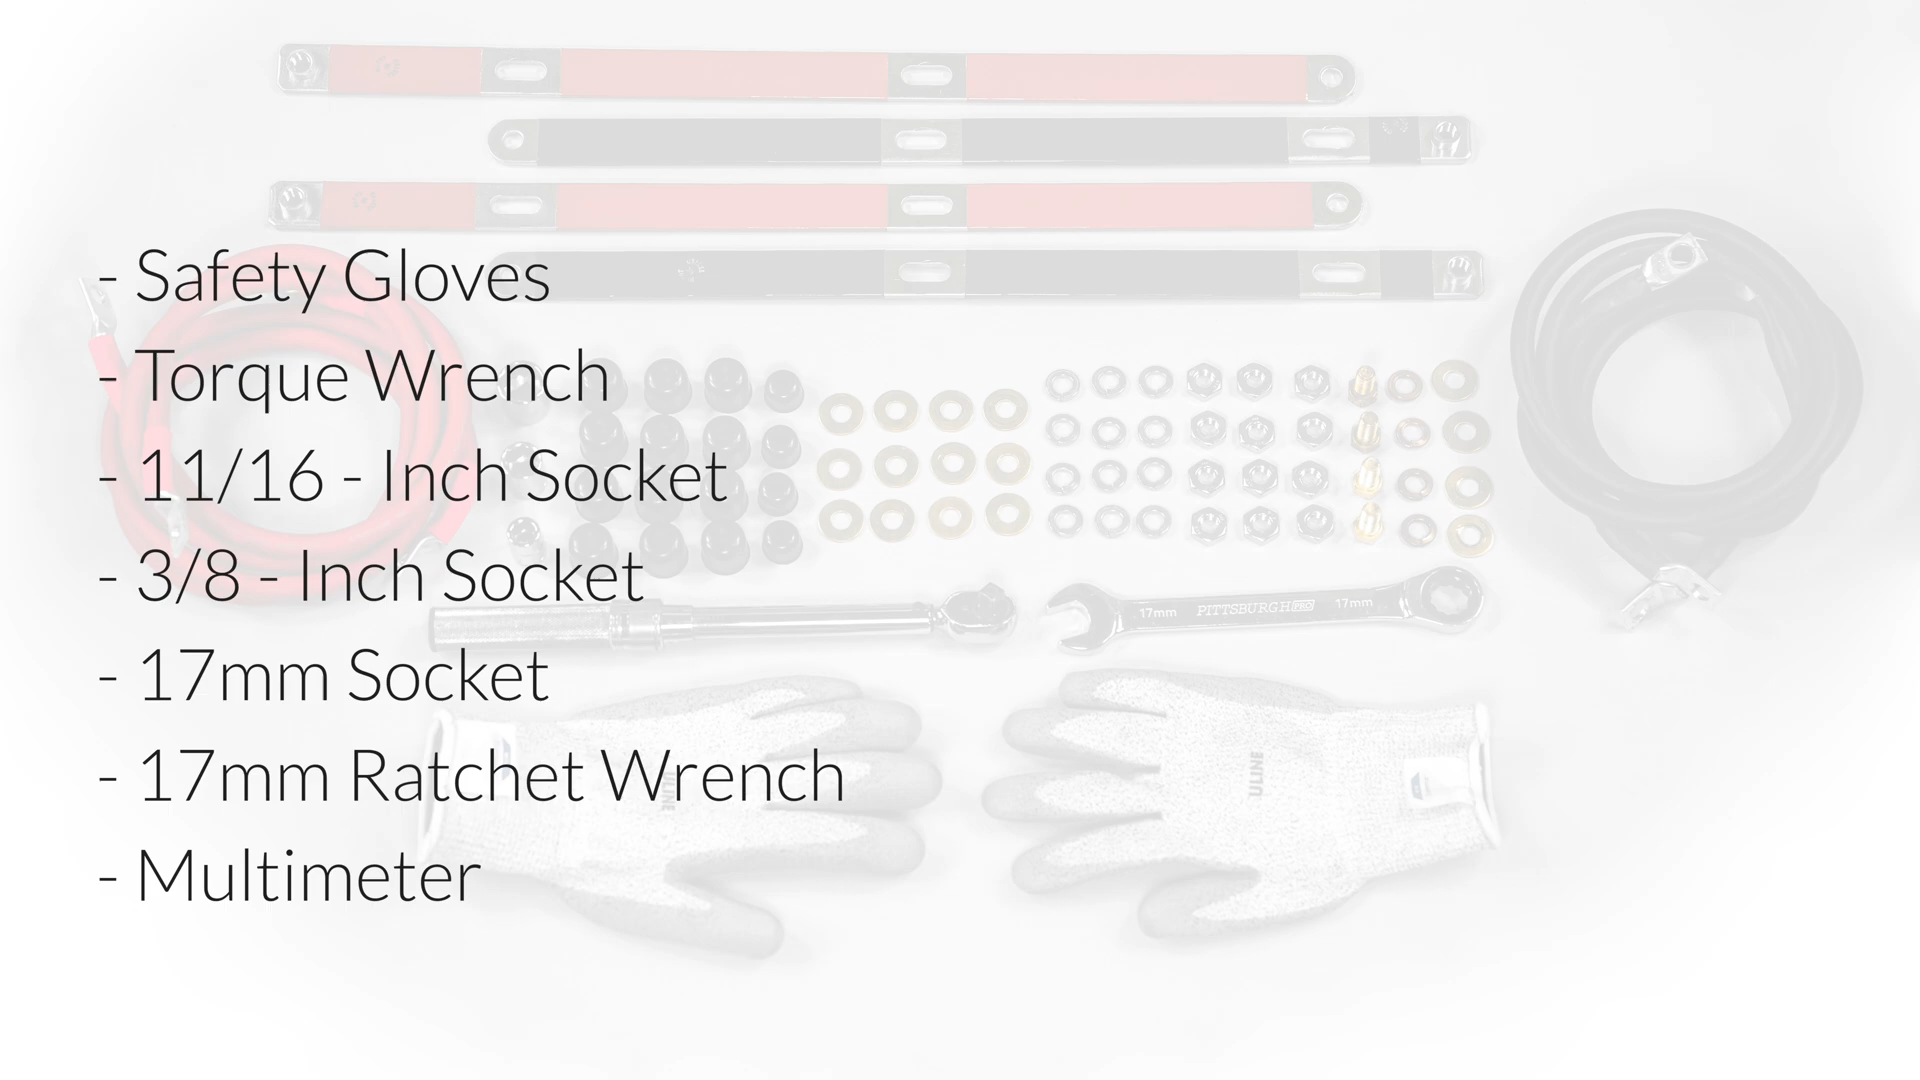 - Safety Gloves
- Torque Wrench
- 11/16 - Inch Socket
- 3/8 - Inch Socket
17mm PITTSBURGH PRO 17mm
- 17mm Socket
- 17mm Ratchet Wrench
ULINE
ULINE
- Multimeter